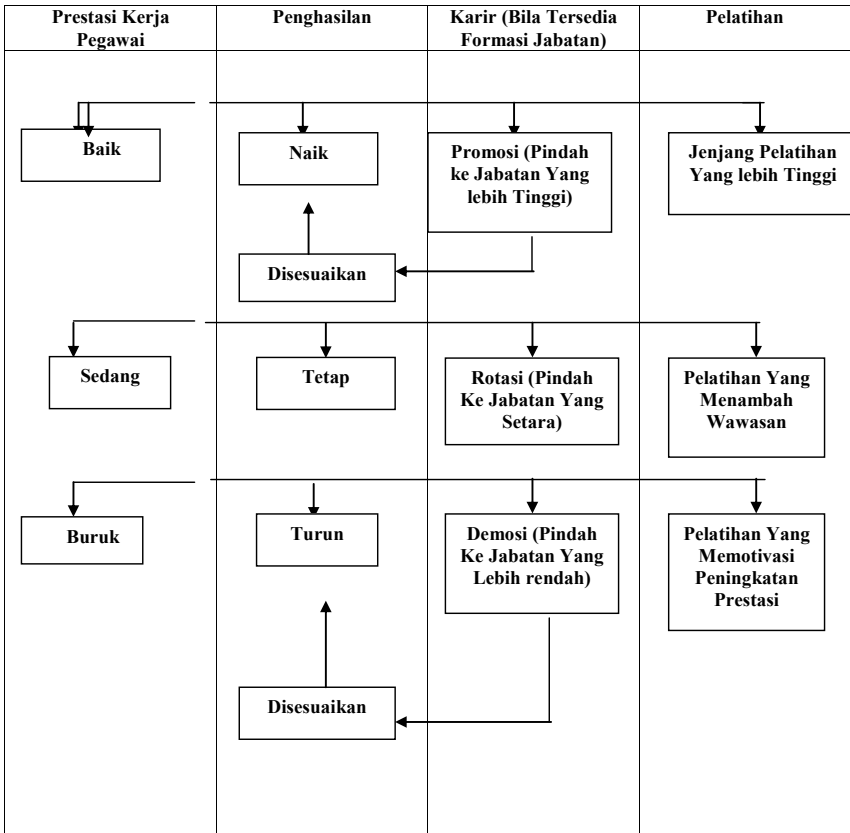 Prestasi Kerja
Pegawai
Penghasilan
Karir (Bila Tersedia
Formasi Jabatan)
Pelatihan
Baik
Naik
Promosi (Pindah
ke Jabatan Yang
lebih Tinggi)
Jenjang Pelatihan
Yang lebih Tinggi
Disesuaikan
Sedang
Tetap
Rotasi (Pindah
Ke Jabatan Yang
Setara)
Pelatihan Yang
Menambah
Wawasan
Buruk
Turun
Demosi (Pindah
Ke Jabatan Yang
Lebih rendah)
Pelatihan Yang
Memotivasi
Peningkatan
Prestasi
Disesuaikan